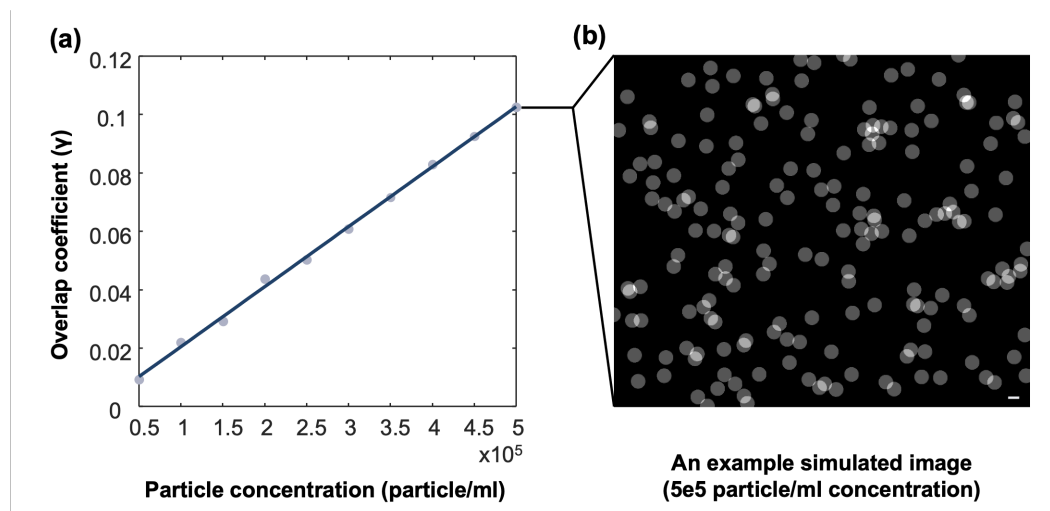 (a)
(b)
0.12
0.1
0.08
0.06
0.04
0.02
0
Overlap coefficient (γ)
0.5 1 1.5 2 2.5 3 3.5 4 4.5 5
x10⁵
Particle concentration (particle/ml)
An example simulated image
(5e5 particle/ml concentration)